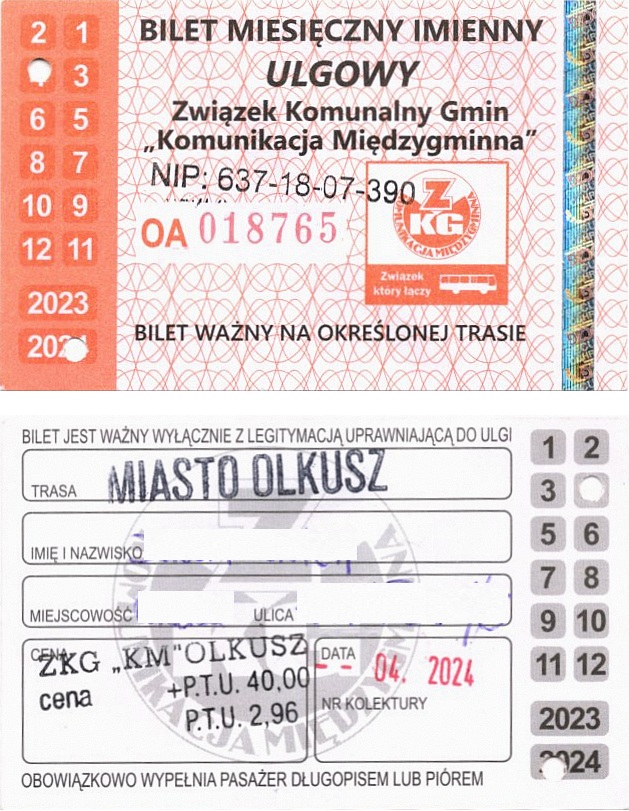 2 1
3
6 5
8 7
10 9
12 11
2023
202
BILET MIESIĘCZNY IMIENNY
ULGOWY
Związek Komunalny Gmin
„Komunikacja Międzygminna”
NIP: 637-18-07-390
OA 018765
ZKG
KOMUNIKACJA MIĘDZYGMINNA
Związek
który łączy
BILET WAŻNY NA OKREŚLONEJ TRASIE
BILET JEST WAŻNY WYŁĄCZNIE Z LEGITYMACJĄ UPRAWNIAJĄCĄ DO ULGI
TRASA MIASTO OLKUSZ
IMIĘ I NAZWISKO
MIEJSCOWOŚĆ ULICA
CENA
ZKG „KM" OLKUSZ
cena +P.T.U. 40,00
P.T.U. 2,96
DATA
- - 04. 2024
NR KOLEKTURY
OBOWIĄZKOWO WYPEŁNIA PASAŻER DŁUGOPISEM LUB PIÓREM
1 2
3
5 6
7 8
9 10
11 12
2023
2024